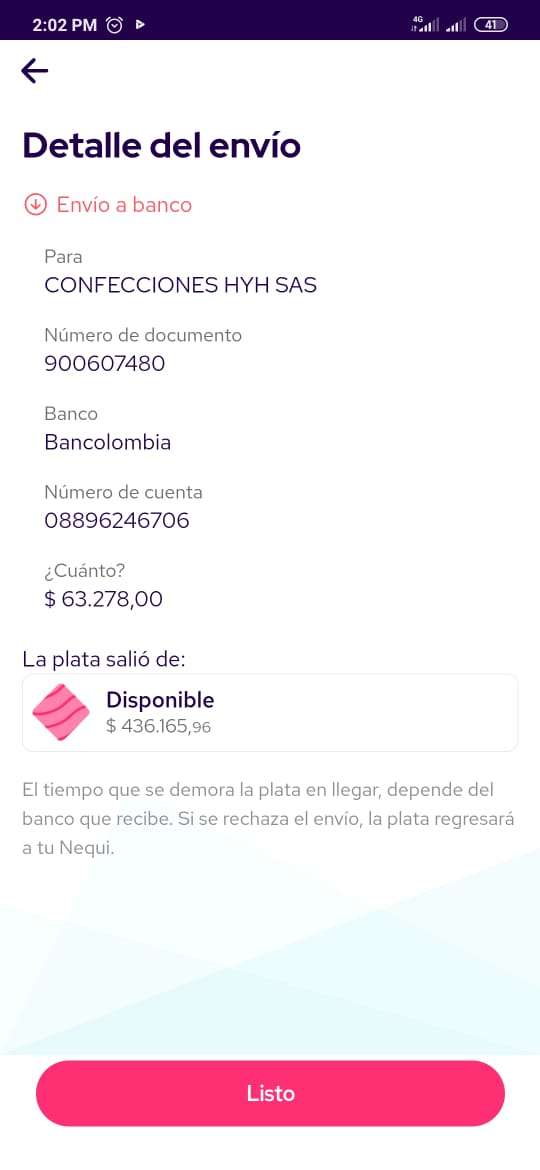 2:02 PM
4G
41
Detalle del envío
Envío a banco
Para
CONFECCIONES HYH SAS
Número de documento
900607480
Banco
Bancolombia
Número de cuenta
08896246706
¿Cuánto?
$ 63.278,00
La plata salió de:
Disponible
$ 436.165,96
El tiempo que se demora la plata en llegar, depende del
banco que recibe. Si se rechaza el envío, la plata regresará
a tu Nequi.
Listo